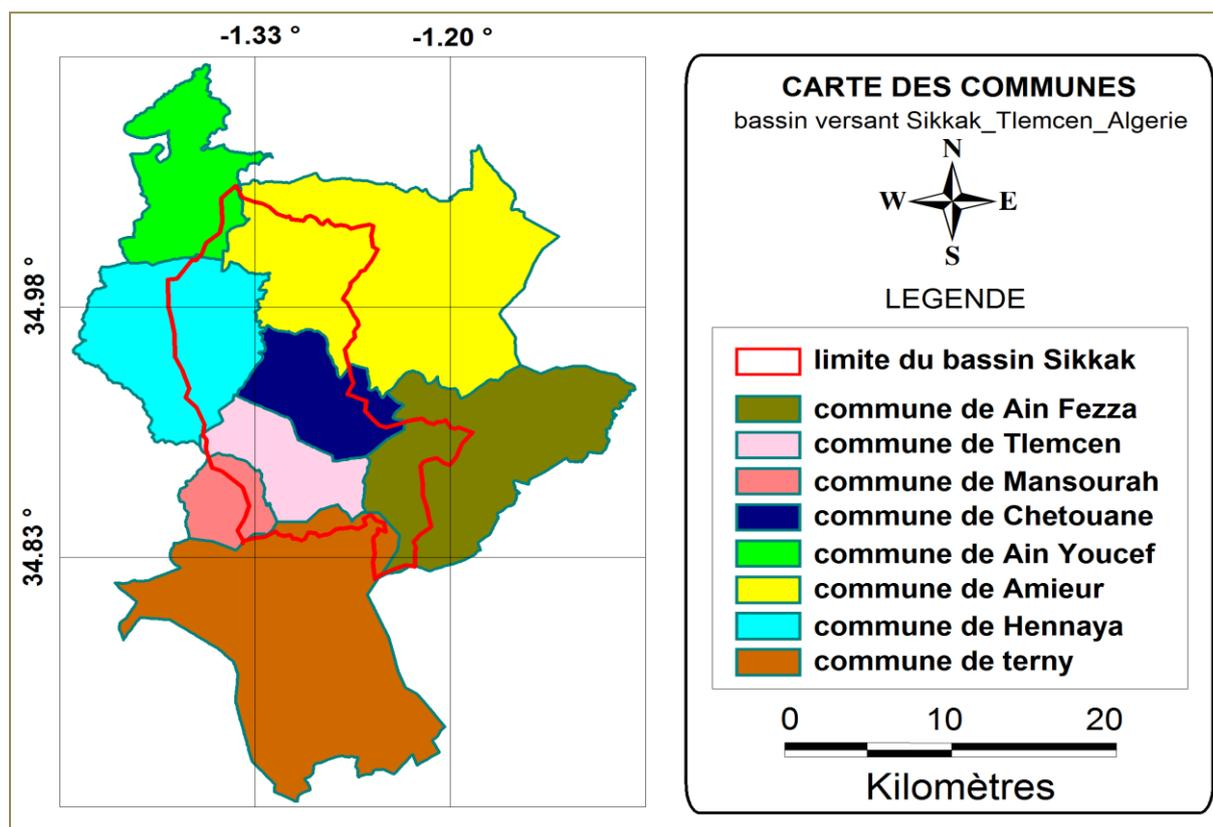 -1.33 °
-1.20 °
34.98 °
34.83 °
CARTE DES COMMUNES
bassin versant Sikkak_Tlemcen_Algerie
N
W
E
S
LEGENDE
limite du bassin Sikkak
commune de Ain Fezza
commune de Tlemcen
commune de Mansourah
commune de Chetouane
commune de Ain Youcef
commune de Amieur
commune de Hennaya
commune de terny
0 10 20
Kilomètres